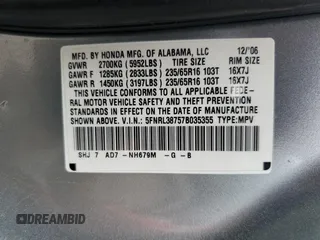 MFD. BY HONDA MFG. OF ALABAMA, LLC 12/'06
GVWR 2700KG (5952LBS) TIRE SIZE RIM SIZE
GAWR F 1285KG (2833LBS) 235/65R16 103T 16X7J
GAWR R 1450KG (3197LBS) 235/65R16 103T 16X7J
THIS VEHICLE CONFORMS TO ALL APPLICABLE FEDE-
RAL MOTOR VEHICLE SAFETY AND THEFT PREVENTION
STANDARDS IN EFFECT ON THE DATE OF MANUFACTURE
SHOWN ABOVE. V.I.N.: 5FNRL38757B035355 TYPE: MPV
SHJ 7 AD7 -NH679M -G -B
DREAMBID